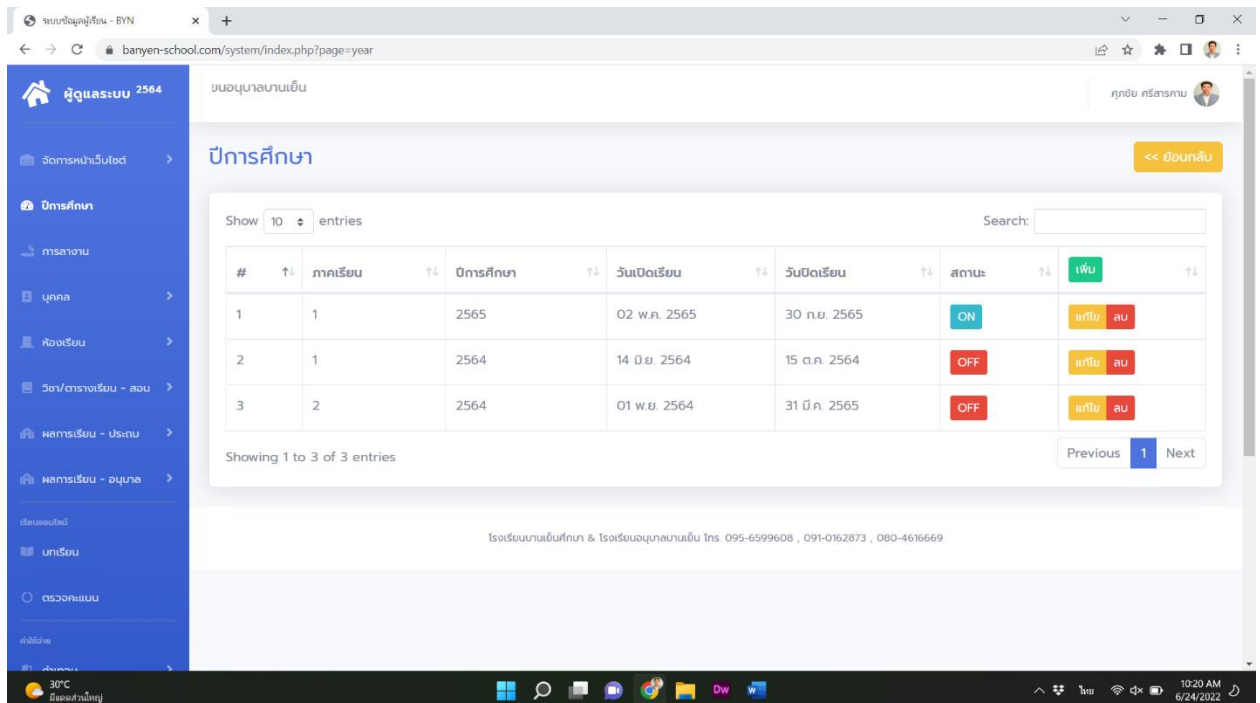 ระบบข้อมูลผู้เรียน - BYN
banyen-school.com/system/index.php?page=year
ผู้ดูแลระบบ 2564
ยนอนุบาลบานเย็น
ศุภชัย ศรีสารคาม
จัดการหน้าเว็บไซต์
ปีการศึกษา
<< ย้อนกลับ
ปีการศึกษา
Show 10 entries
Search:
การลางาน
# ภาคเรียน ปีการศึกษา วันเปิดเรียน วันปิดเรียน สถานะ เพิ่ม
บุคคล
1 1 2565 02 พ.ค. 2565 30 ก.ย. 2565 ON แก้ไข ลบ
ห้องเรียน
2 1 2564 14 มิ.ย. 2564 15 ต.ค. 2564 OFF แก้ไข ลบ
วิชา/ตารางเรียน - สอน
3 2 2564 01 พ.ย. 2564 31 มี.ค. 2565 OFF แก้ไข ลบ
ผลการเรียน - ประถม
Showing 1 to 3 of 3 entries
Previous 1 Next
ผลการเรียน - อนุบาล
เรียนออนไลน์
โรงเรียนบานเย็นศึกษา & โรงเรียนอนุบาลบานเย็น โทร. 095-6599608 , 091-0162873 , 080-4616669
บทเรียน
ตรวจคะแนน
ค่าใช้จ่าย
30°C
มีแดดส่วนใหญ่
Dw
W
ไทย
10:20 AM
6/24/2022